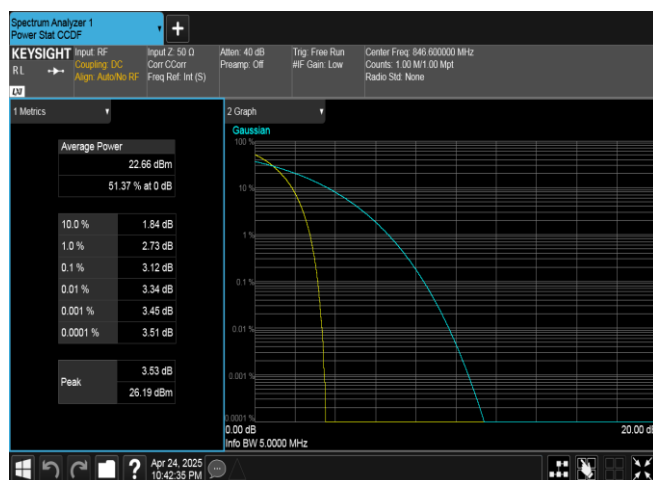 Spectrum Analyzer 1
Power Stat CCDF
+
KEYSIGHT Input: RF Input Z: 50 Ω Atten: 40 dB Trig: Free Run Center Freq: 846.600000 MHz
RL Coupling: DC Corr CCorr Preamp: Off #IF Gain: Low Counts: 1.00 M/1.00 Mpt
Align: Auto/No RF Freq Ref: Int (S) Radio Std: None
LXI
1 Metrics
Average Power
22.66 dBm
51.37 % at 0 dB
10.0 % 1.84 dB
1.0 % 2.73 dB
0.1 % 3.12 dB
0.01 % 3.34 dB
0.001 % 3.45 dB
0.0001 % 3.51 dB
Peak 3.53 dB
26.19 dBm
2 Graph
Gaussian
100 %
10 %
1 %
0.1 %
0.01 %
0.001 %
0.0001 %
0.00 dB 20.00 dB
Info BW 5.0000 MHz
? Apr 24, 2025
10:42:35 PM